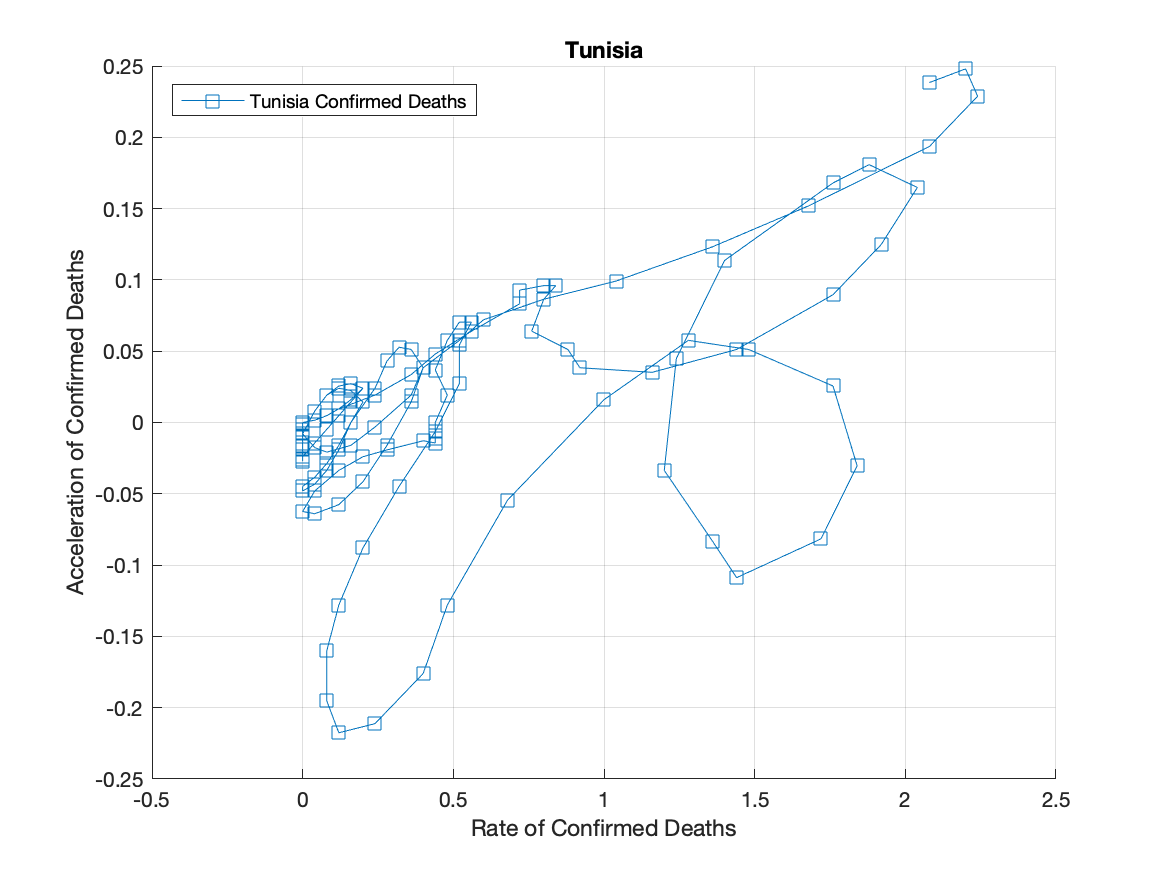 Tunisia
0.25
Tunisia Confirmed Deaths
0.2
0.15
0.1
0.05
0
-0.05
-0.1
-0.15
-0.2
-0.25
Acceleration of Confirmed Deaths
-0.5 0 0.5 1 1.5 2 2.5
Rate of Confirmed Deaths